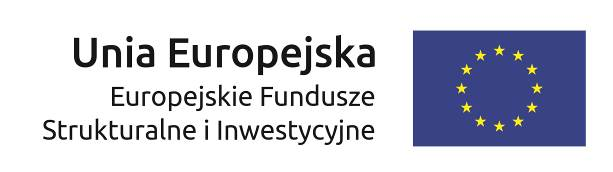 Unia Europejska
Europejskie Fundusze
Strukturalne i Inwestycyjne